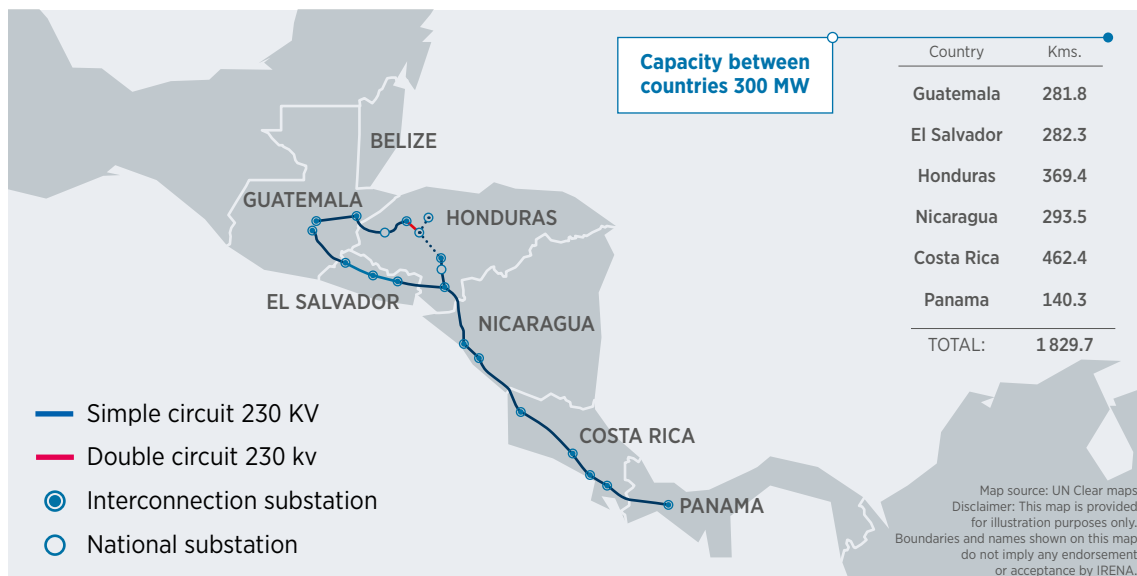 Capacity between
countries 300 MW
Country Kms.
Guatemala 281.8
El Salvador 282.3
Honduras 369.4
Nicaragua 293.5
Costa Rica 462.4
Panama 140.3
TOTAL: 1 829.7
BELIZE
GUATEMALA
HONDURAS
EL SALVADOR
NICARAGUA
COSTA RICA
PANAMA
Simple circuit 230 KV
Double circuit 230 kv
Interconnection substation
National substation
Map source: UN Clear maps
Disclaimer: This map is provided
for illustration purposes only.
Boundaries and names shown on this map
do not imply any endorsement
or acceptance by IRENA.